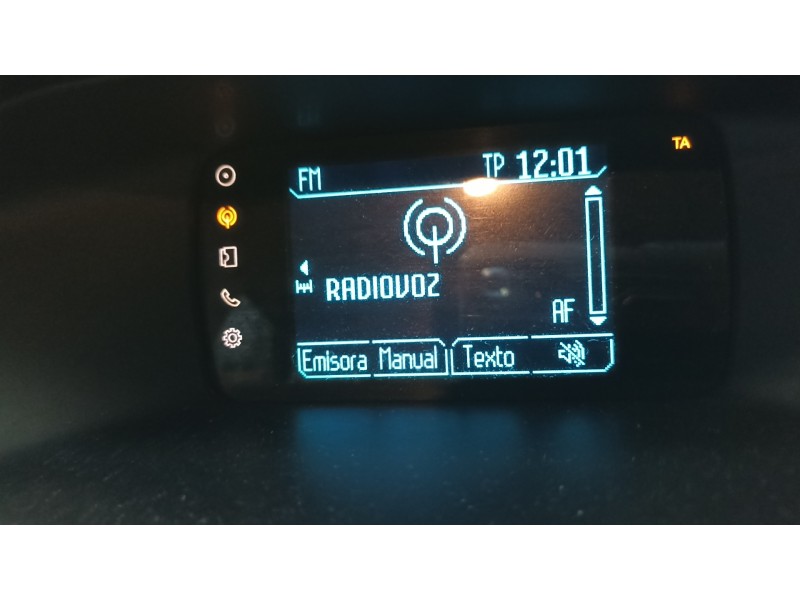 TA
FM TP 12:01
RADIOVOZ
AF
Emisora Manual Texto